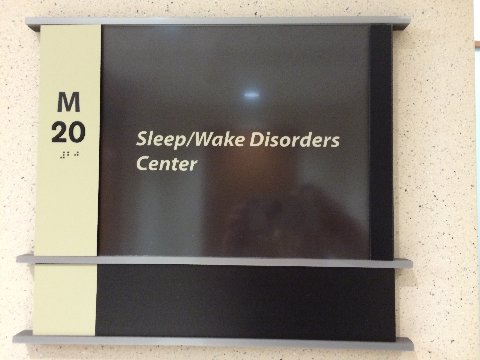 M
20
Sleep/Wake Disorders
Center